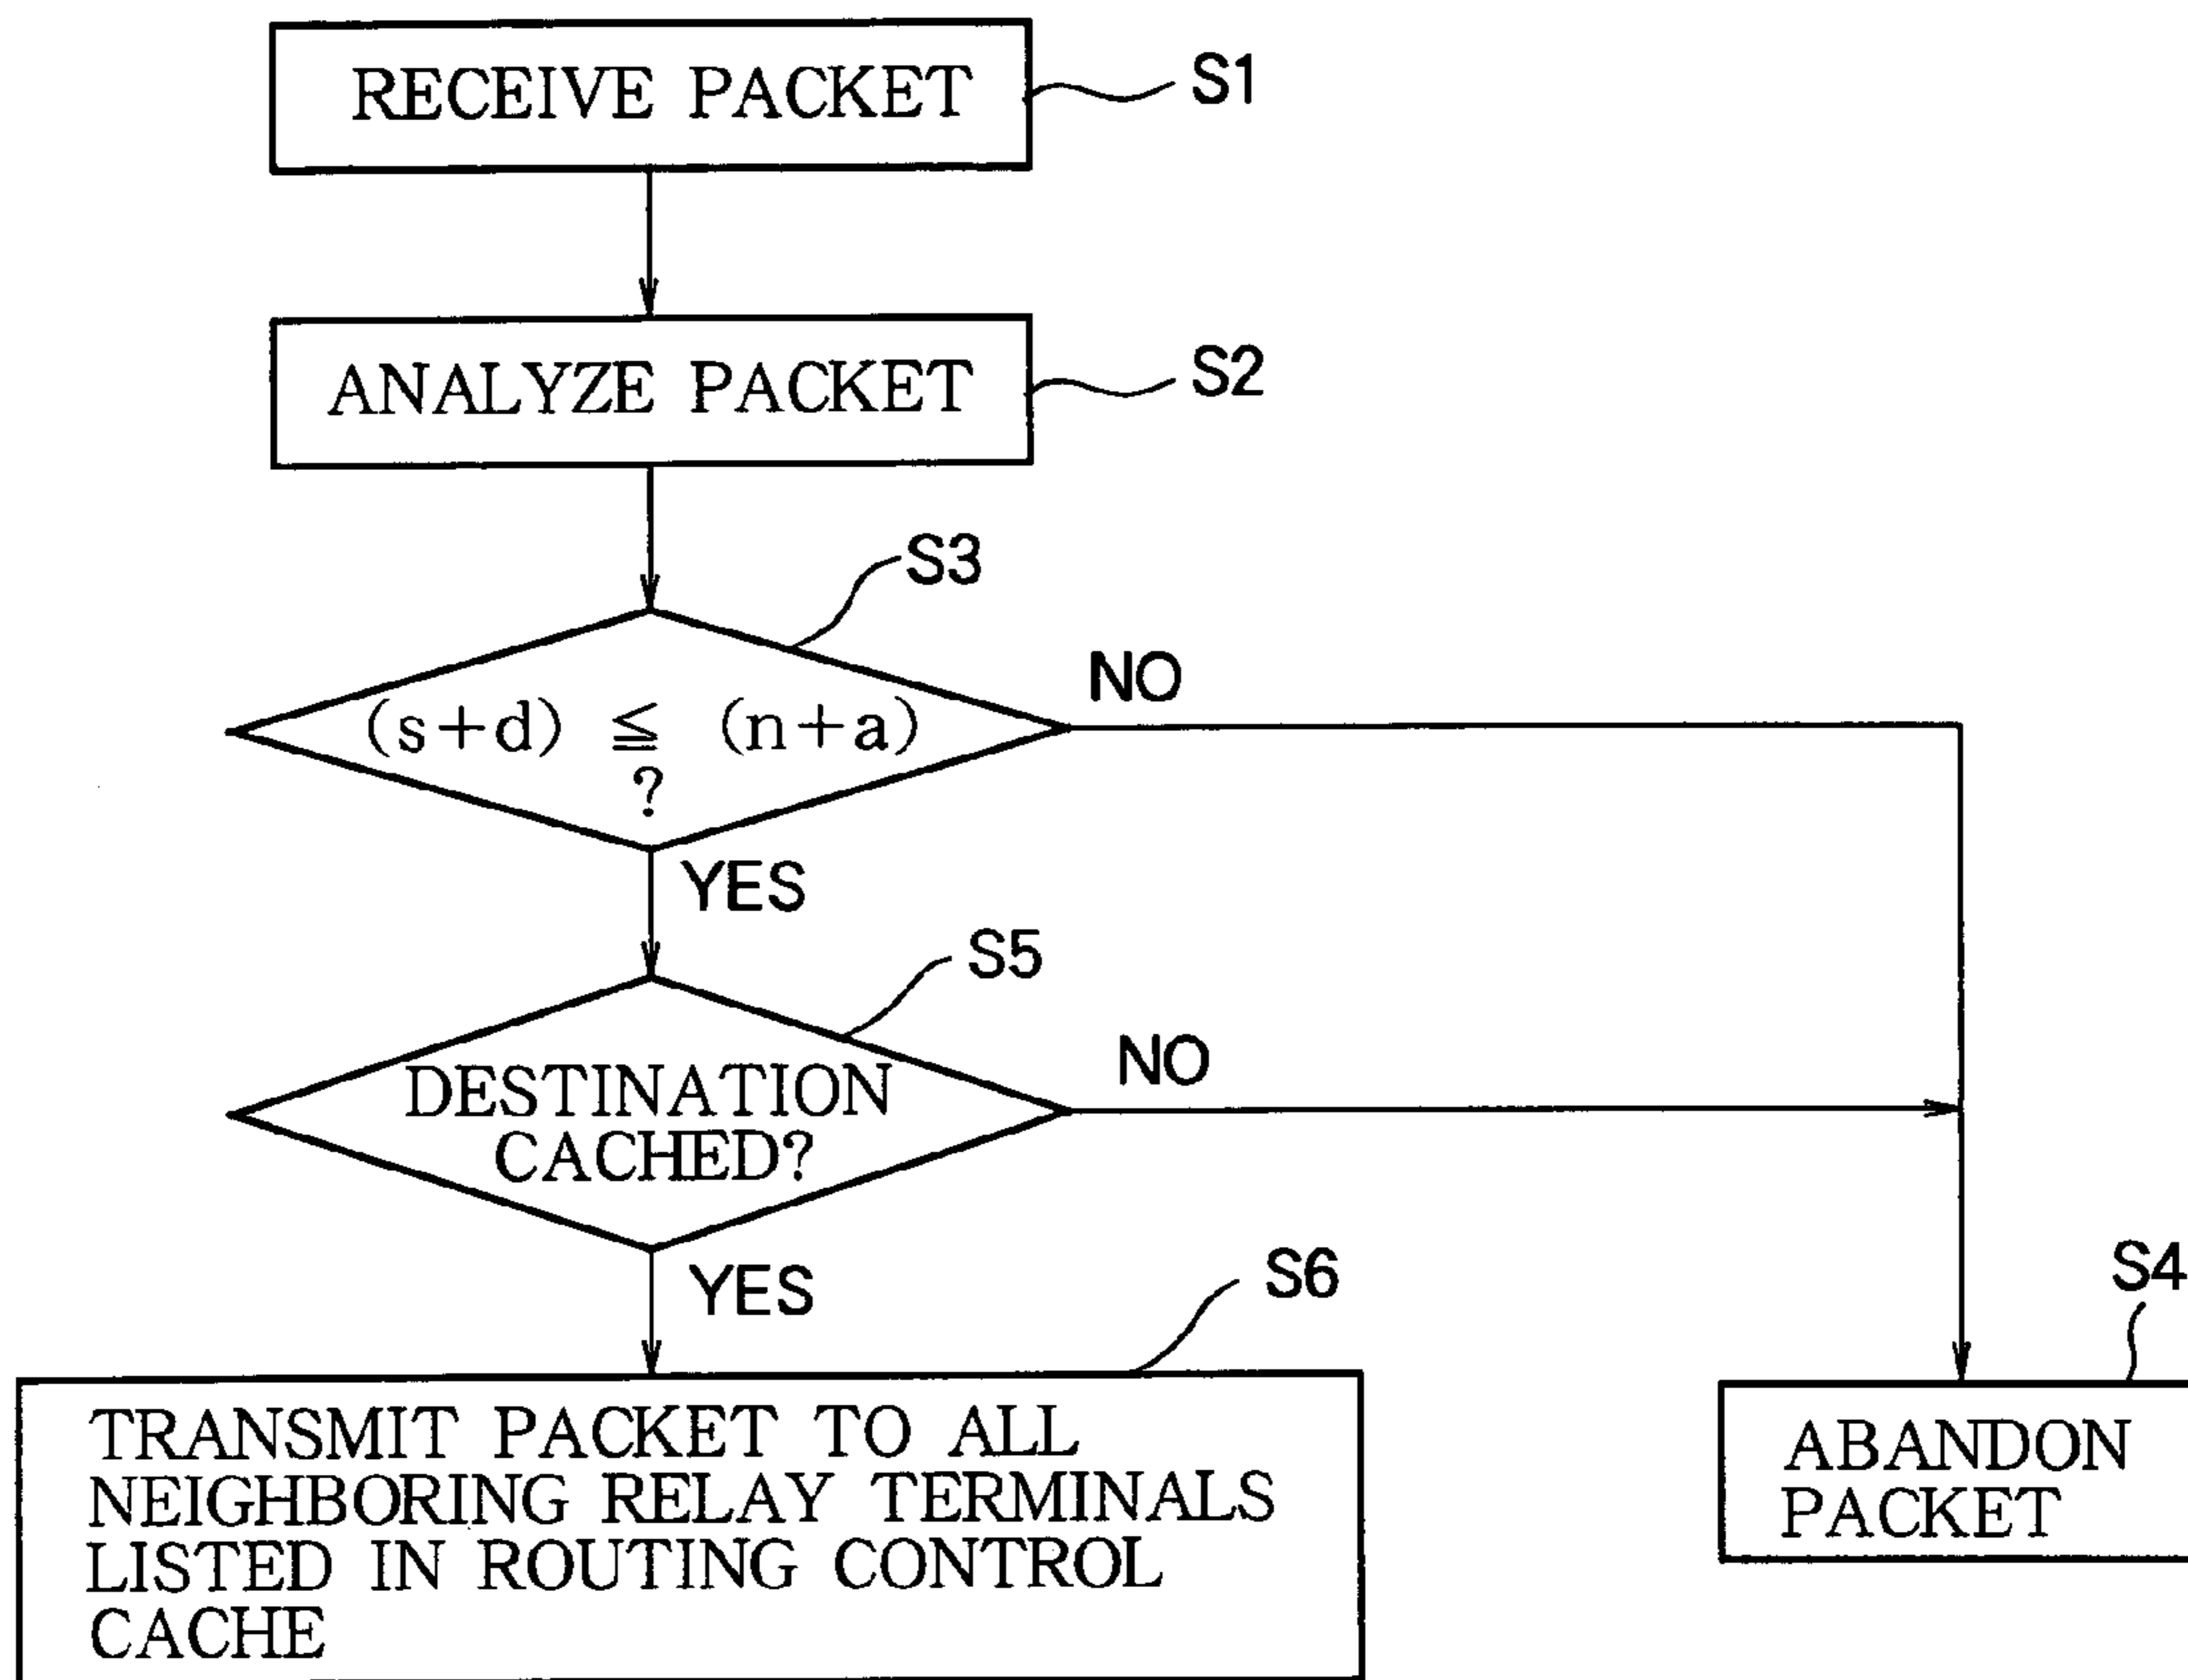 RECEIVE PACKET
S1
ANALYZE PACKET
S2
S3
(s+d) ≦ (n+a)
?
NO
YES
S5
DESTINATION
CACHED?
NO
YES
S6
TRANSMIT PACKET TO ALL
NEIGHBORING RELAY TERMINALS
LISTED IN ROUTING CONTROL
CACHE
S4
ABANDON
PACKET